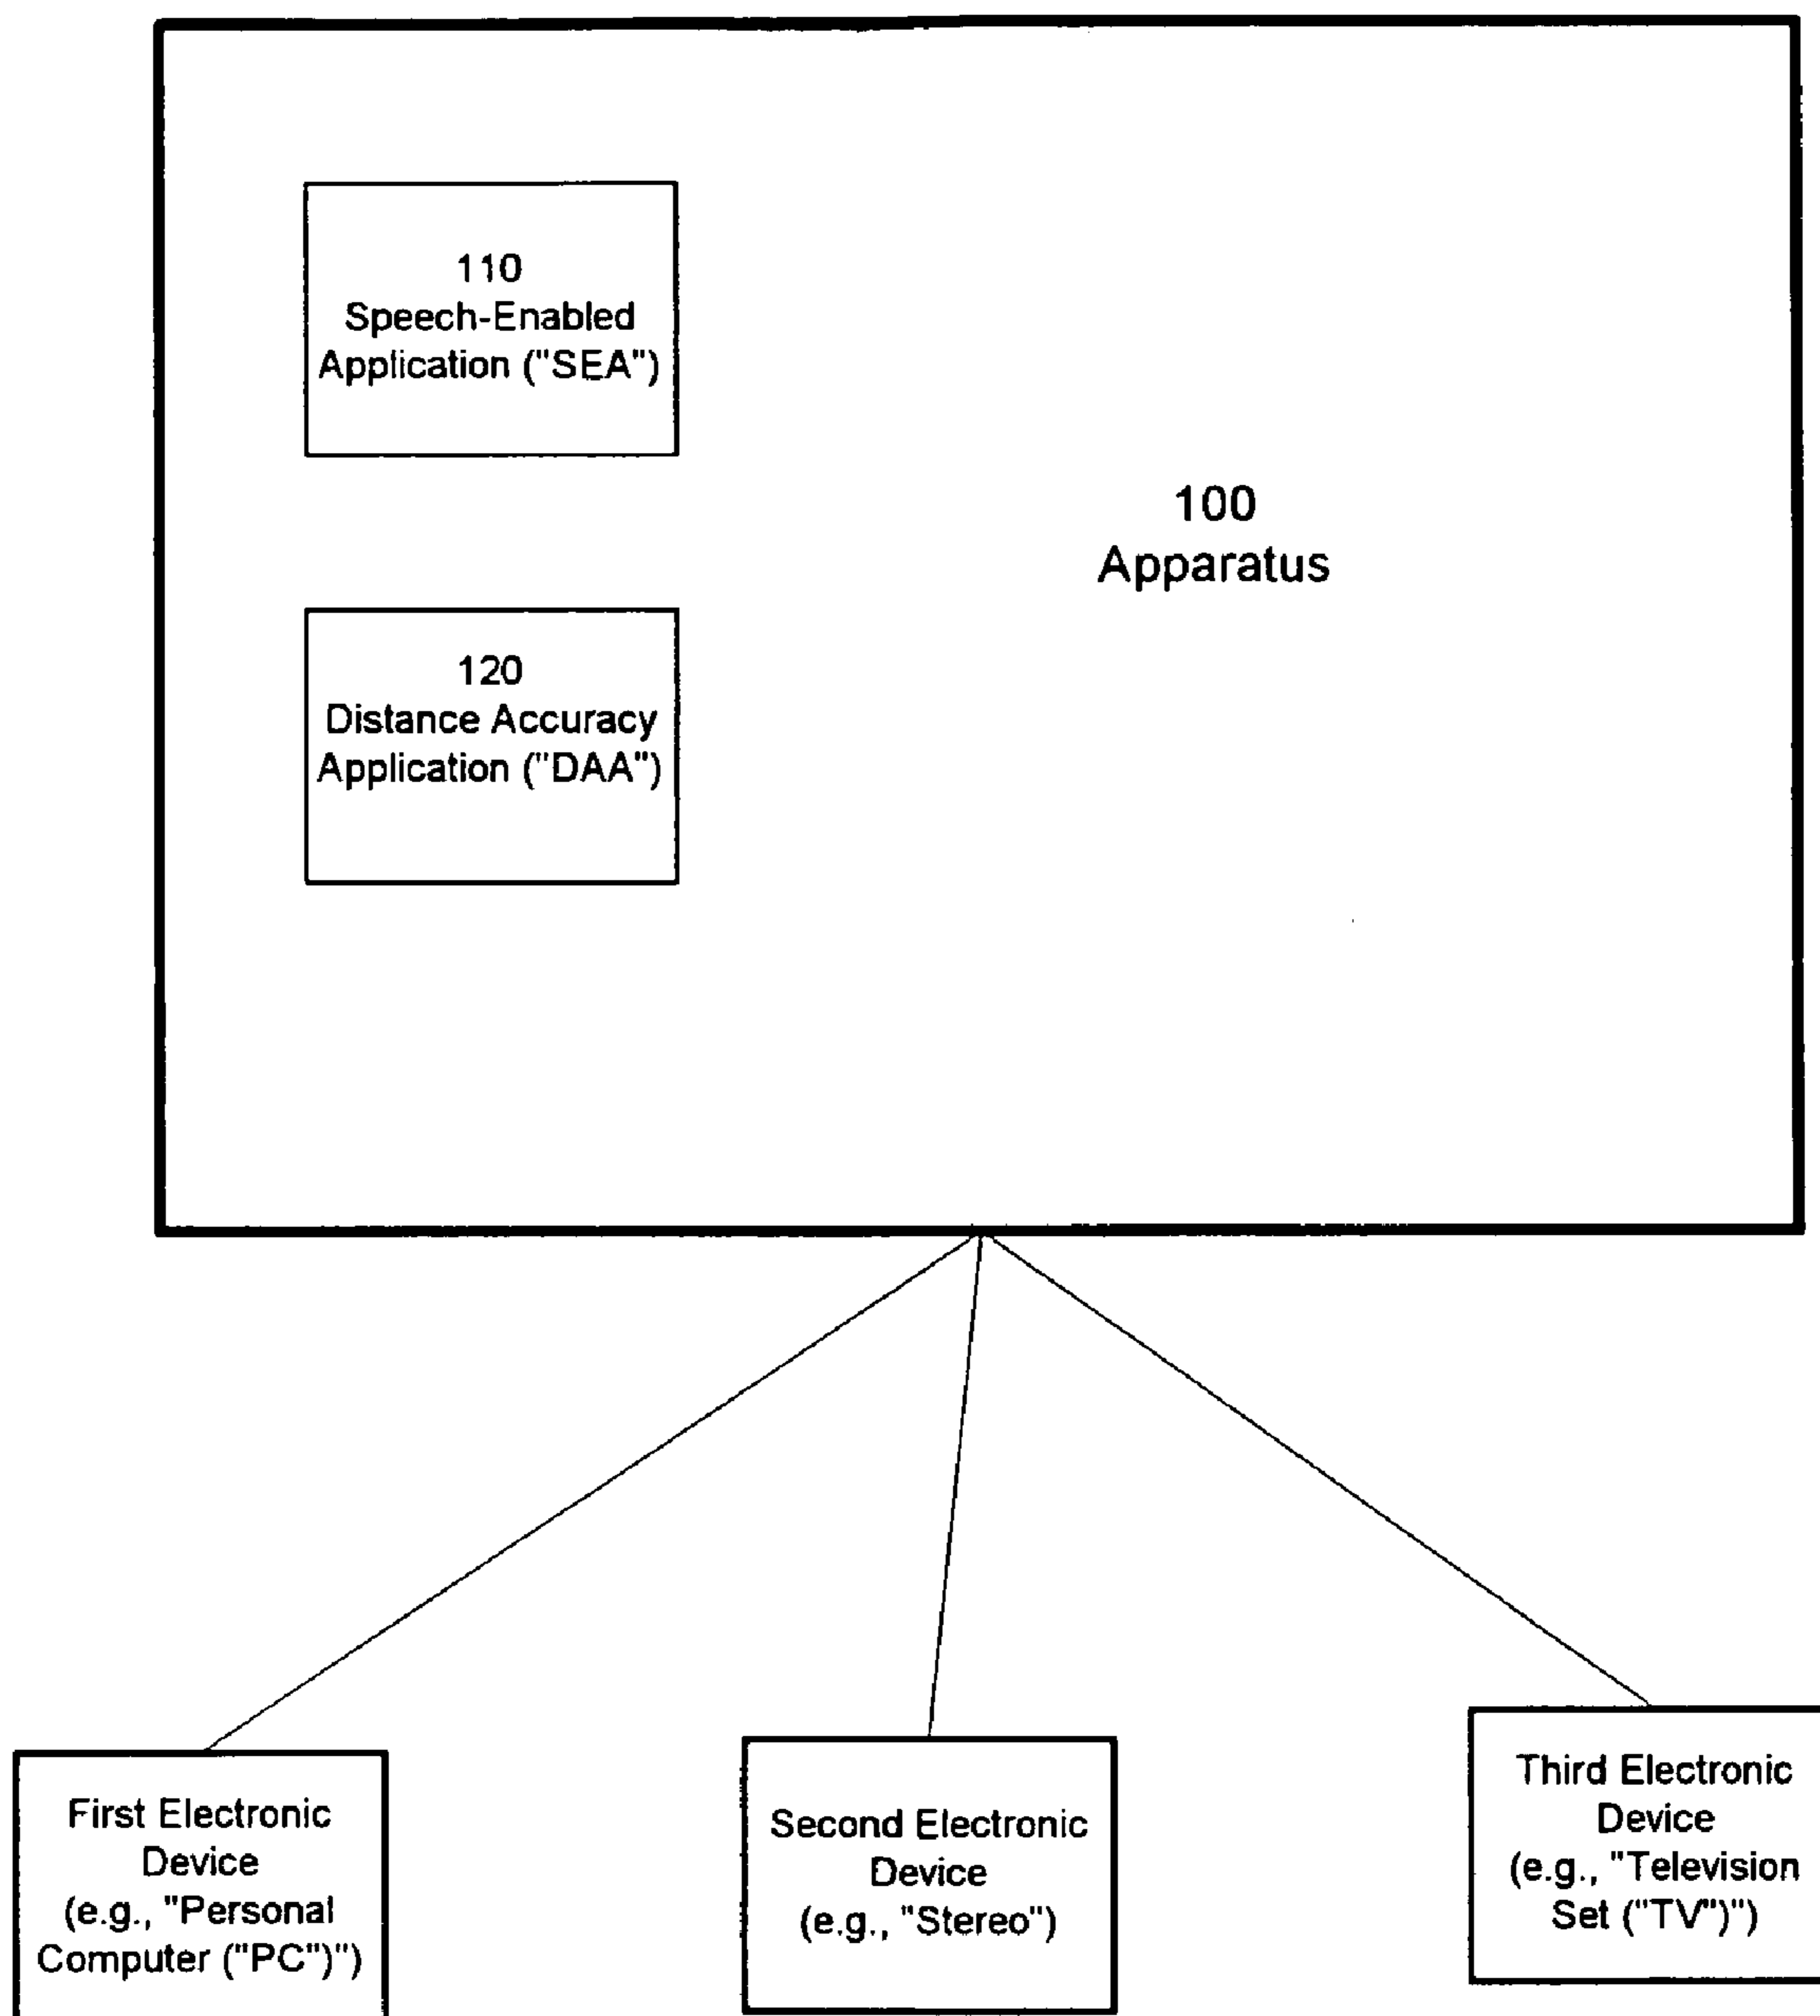 110
Speech-Enabled
Application ("SEA")
100
Apparatus
120
Distance Accuracy
Application ("DAA")
First Electronic
Device
(e.g., "Personal
Computer ("PC")")
Second Electronic
Device
(e.g., "Stereo")
Third Electronic
Device
(e.g., "Television
Set ("TV")")